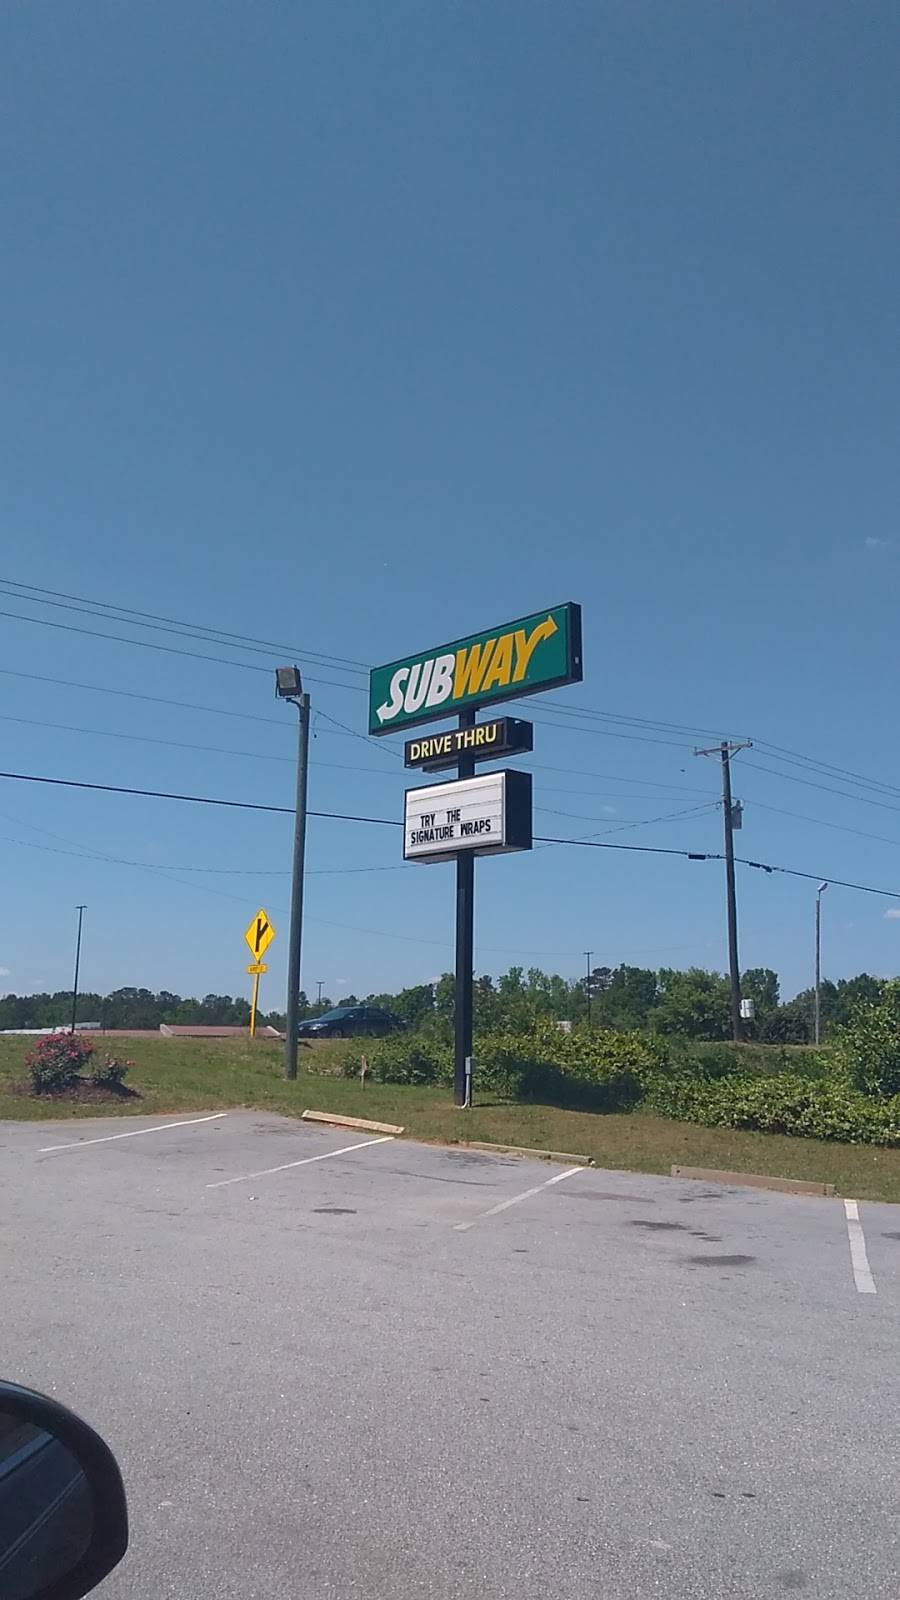 SUBWAY
DRIVE THRU
TRY THE
SIGNATURE WRAPS